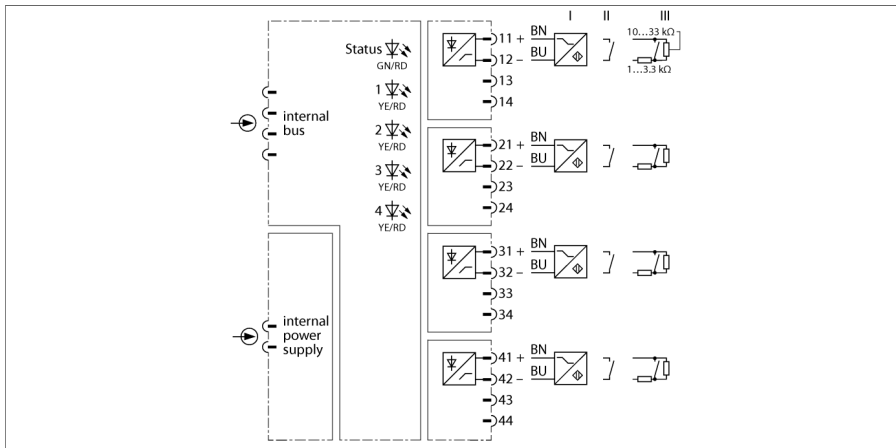 I II III
10...33 kΩ
Status
GN/RD
11 + BN
12 − BU
1...3.3 kΩ
13
14
1
YE/RD
internal
bus
2
YE/RD
3
YE/RD
4
YE/RD
21 + BN
22 − BU
23
24
31 + BN
32 − BU
33
34
internal
power
supply
41 + BN
42 − BU
43
44